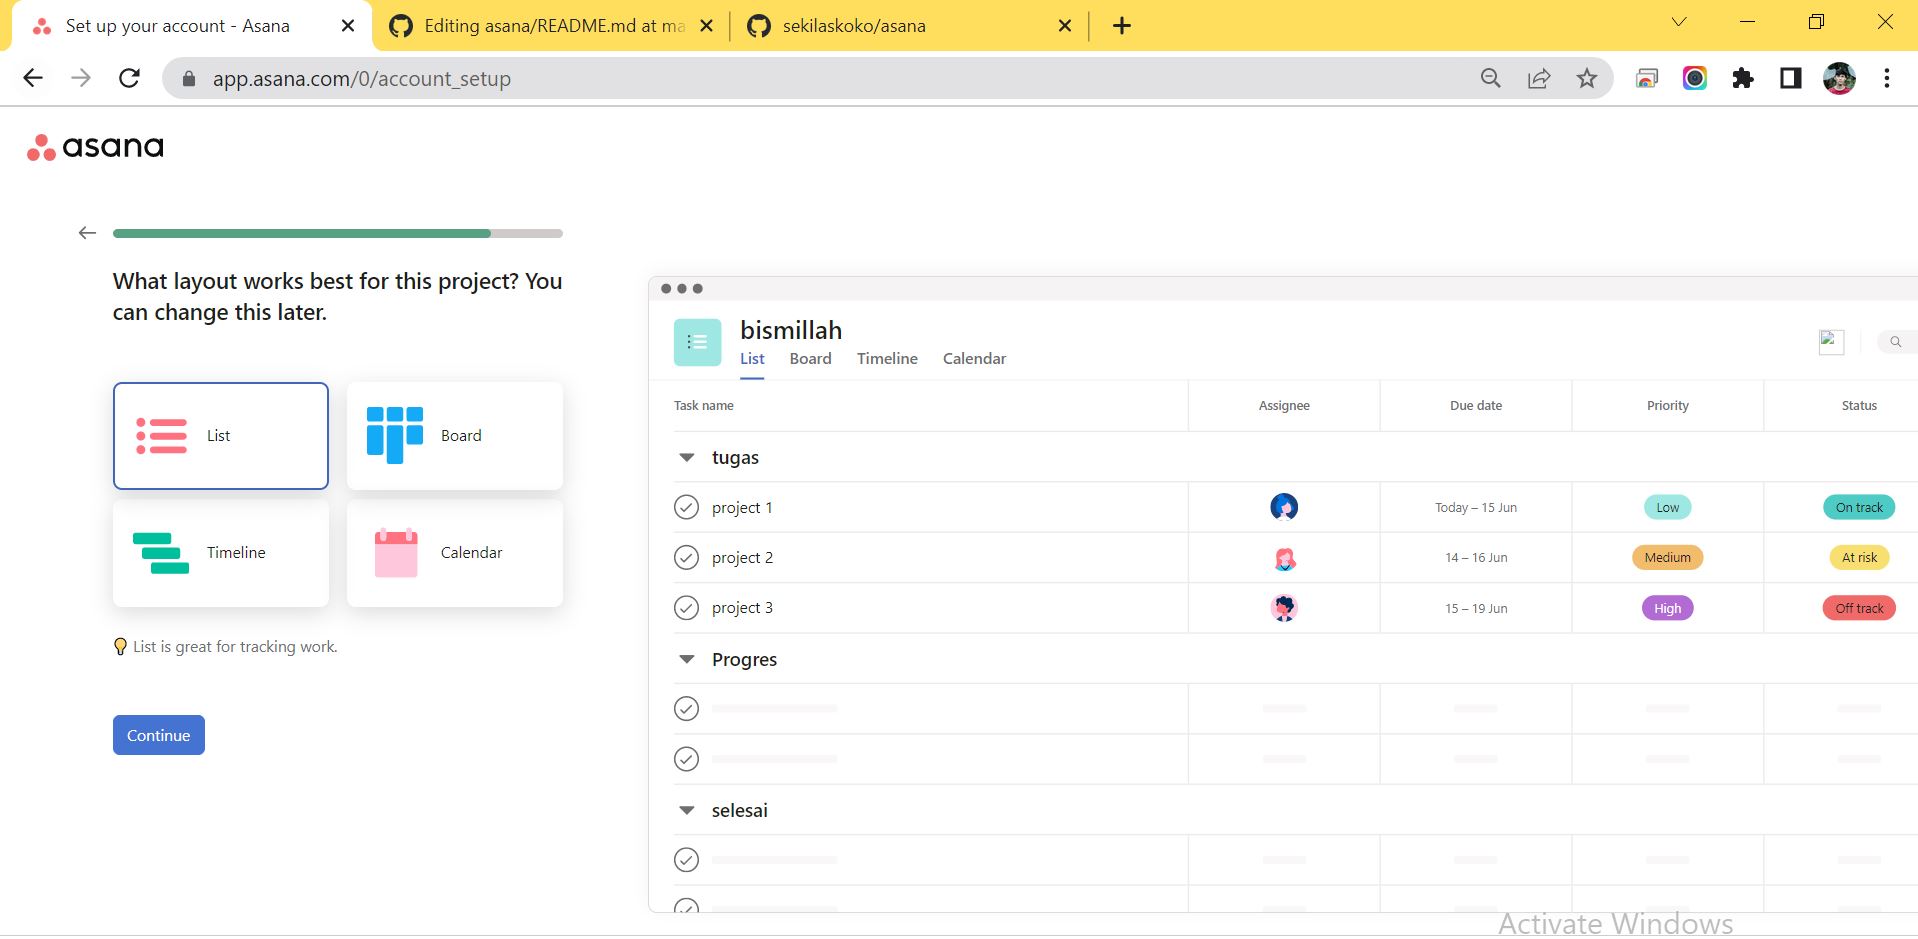 Set up your account - Asana
Editing asana/README.md at ma
sekilaskoko/asana
app.asana.com/0/account_setup
asana
What layout works best for this project? You
can change this later.
List
Board
Timeline
Calendar
List is great for tracking work.
Continue
bismillah
List Board Timeline Calendar
Task name Assignee Due date Priority Status
tugas
project 1 Today – 15 Jun Low On track
project 2 14 – 16 Jun Medium At risk
project 3 15 – 19 Jun High Off track
Progres
selesai
Activate Windows